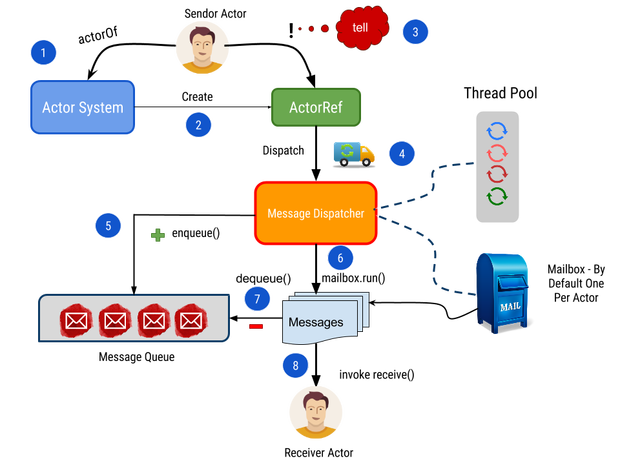 Sendor Actor
actorOf
!
tell
3
1
Actor System
Create
2
ActorRef
Thread Pool
Dispatch
4
Message Dispatcher
5
enqueue()
6
mailbox.run()
dequeue()
7
Messages
MAIL
Mailbox - By
Default One
Per Actor
Message Queue
8
invoke receive()
Receiver Actor